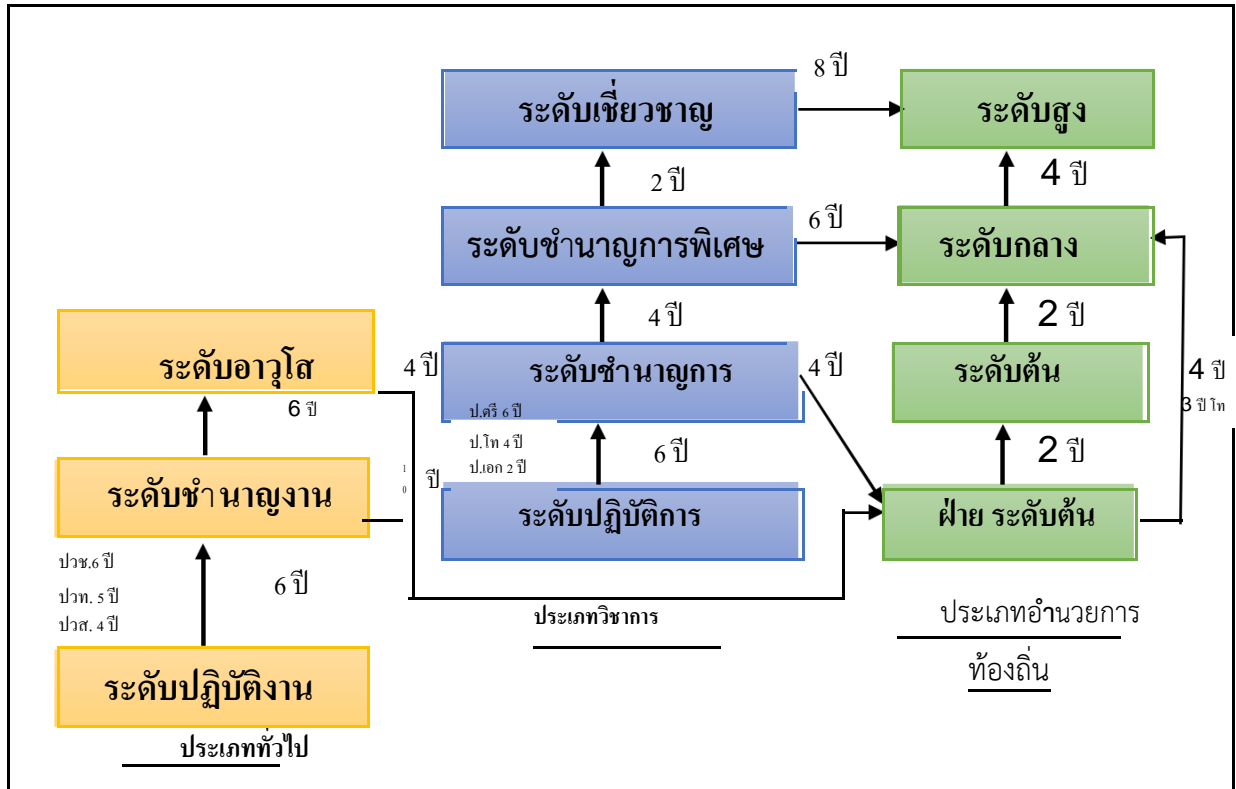 8 ปี
ระดับเชี่ยวชาญ
ระดับสูง
2 ปี
4 ปี
ระดับชำนาญการพิเศษ
6 ปี
ระดับกลาง
4 ปี
2 ปี
ระดับอาวุโส
4 ปี
ระดับชำนาญการ
4 ปี
ระดับต้น
4 ปี
3 ปี โท
6 ปี
ป.ตรี 6 ปี
ป.โท 4 ปี
ป.เอก 2 ปี
6 ปี
2 ปี
ระดับชำนาญงาน
1
0
ปี
ระดับปฏิบัติการ
ฝ่าย ระดับต้น
ปวช.6 ปี
ปวท. 5 ปี
ปวส. 4 ปี
6 ปี
ประเภทวิชาการ
ประเภทอำนวยการ
ท้องถิ่น
ระดับปฏิบัติงาน
ประเภททั่วไป